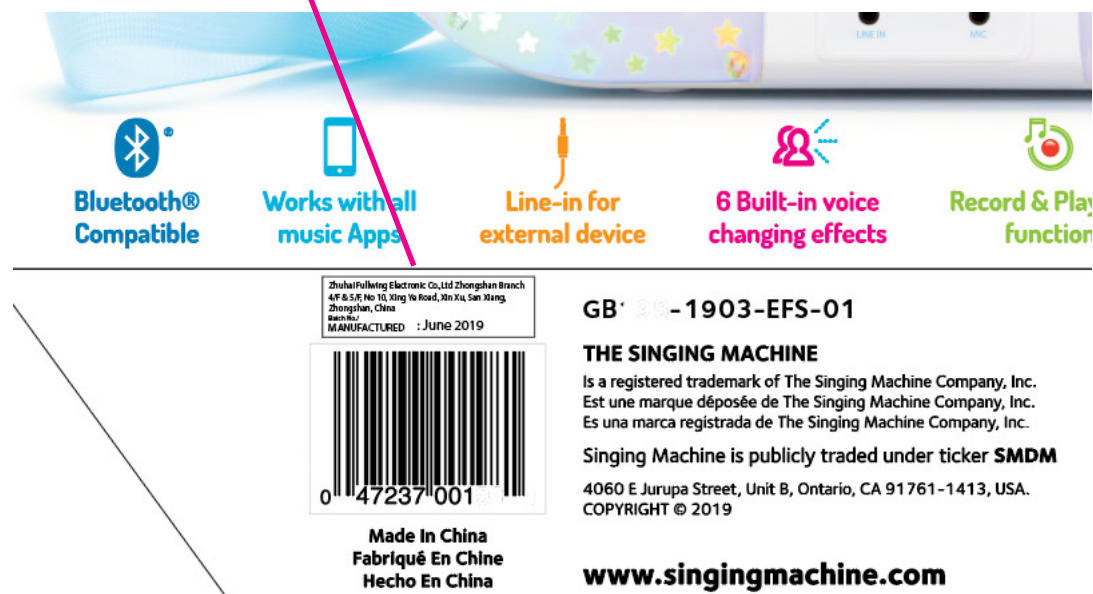 LINE IN
MIC
Bluetooth®
Compatible
Works with all
music Apps
Line-in for
external device
6 Built-in voice
changing effects
Record & Play
function
Zhuhai Fullwing Electronic Co.,Ltd Zhongshan Branch
4/F & 5/F, No 10, Xing Ye Road, Xin Xu, San Xiang,
Zhongshan, China
Batch No./
MANUFACTURED : June 2019
0 47237 001
Made In China
Fabriqué En Chine
Hecho En China
GB -1903-EFS-01
THE SINGING MACHINE
Is a registered trademark of The Singing Machine Company, Inc.
Est une marque déposée de The Singing Machine Company, Inc.
Es una marca registrada de The Singing Machine Company, Inc.
Singing Machine is publicly traded under ticker SMDM
4060 E Jurupa Street, Unit B, Ontario, CA 91761-1413, USA.
COPYRIGHT © 2019
www.singingmachine.com